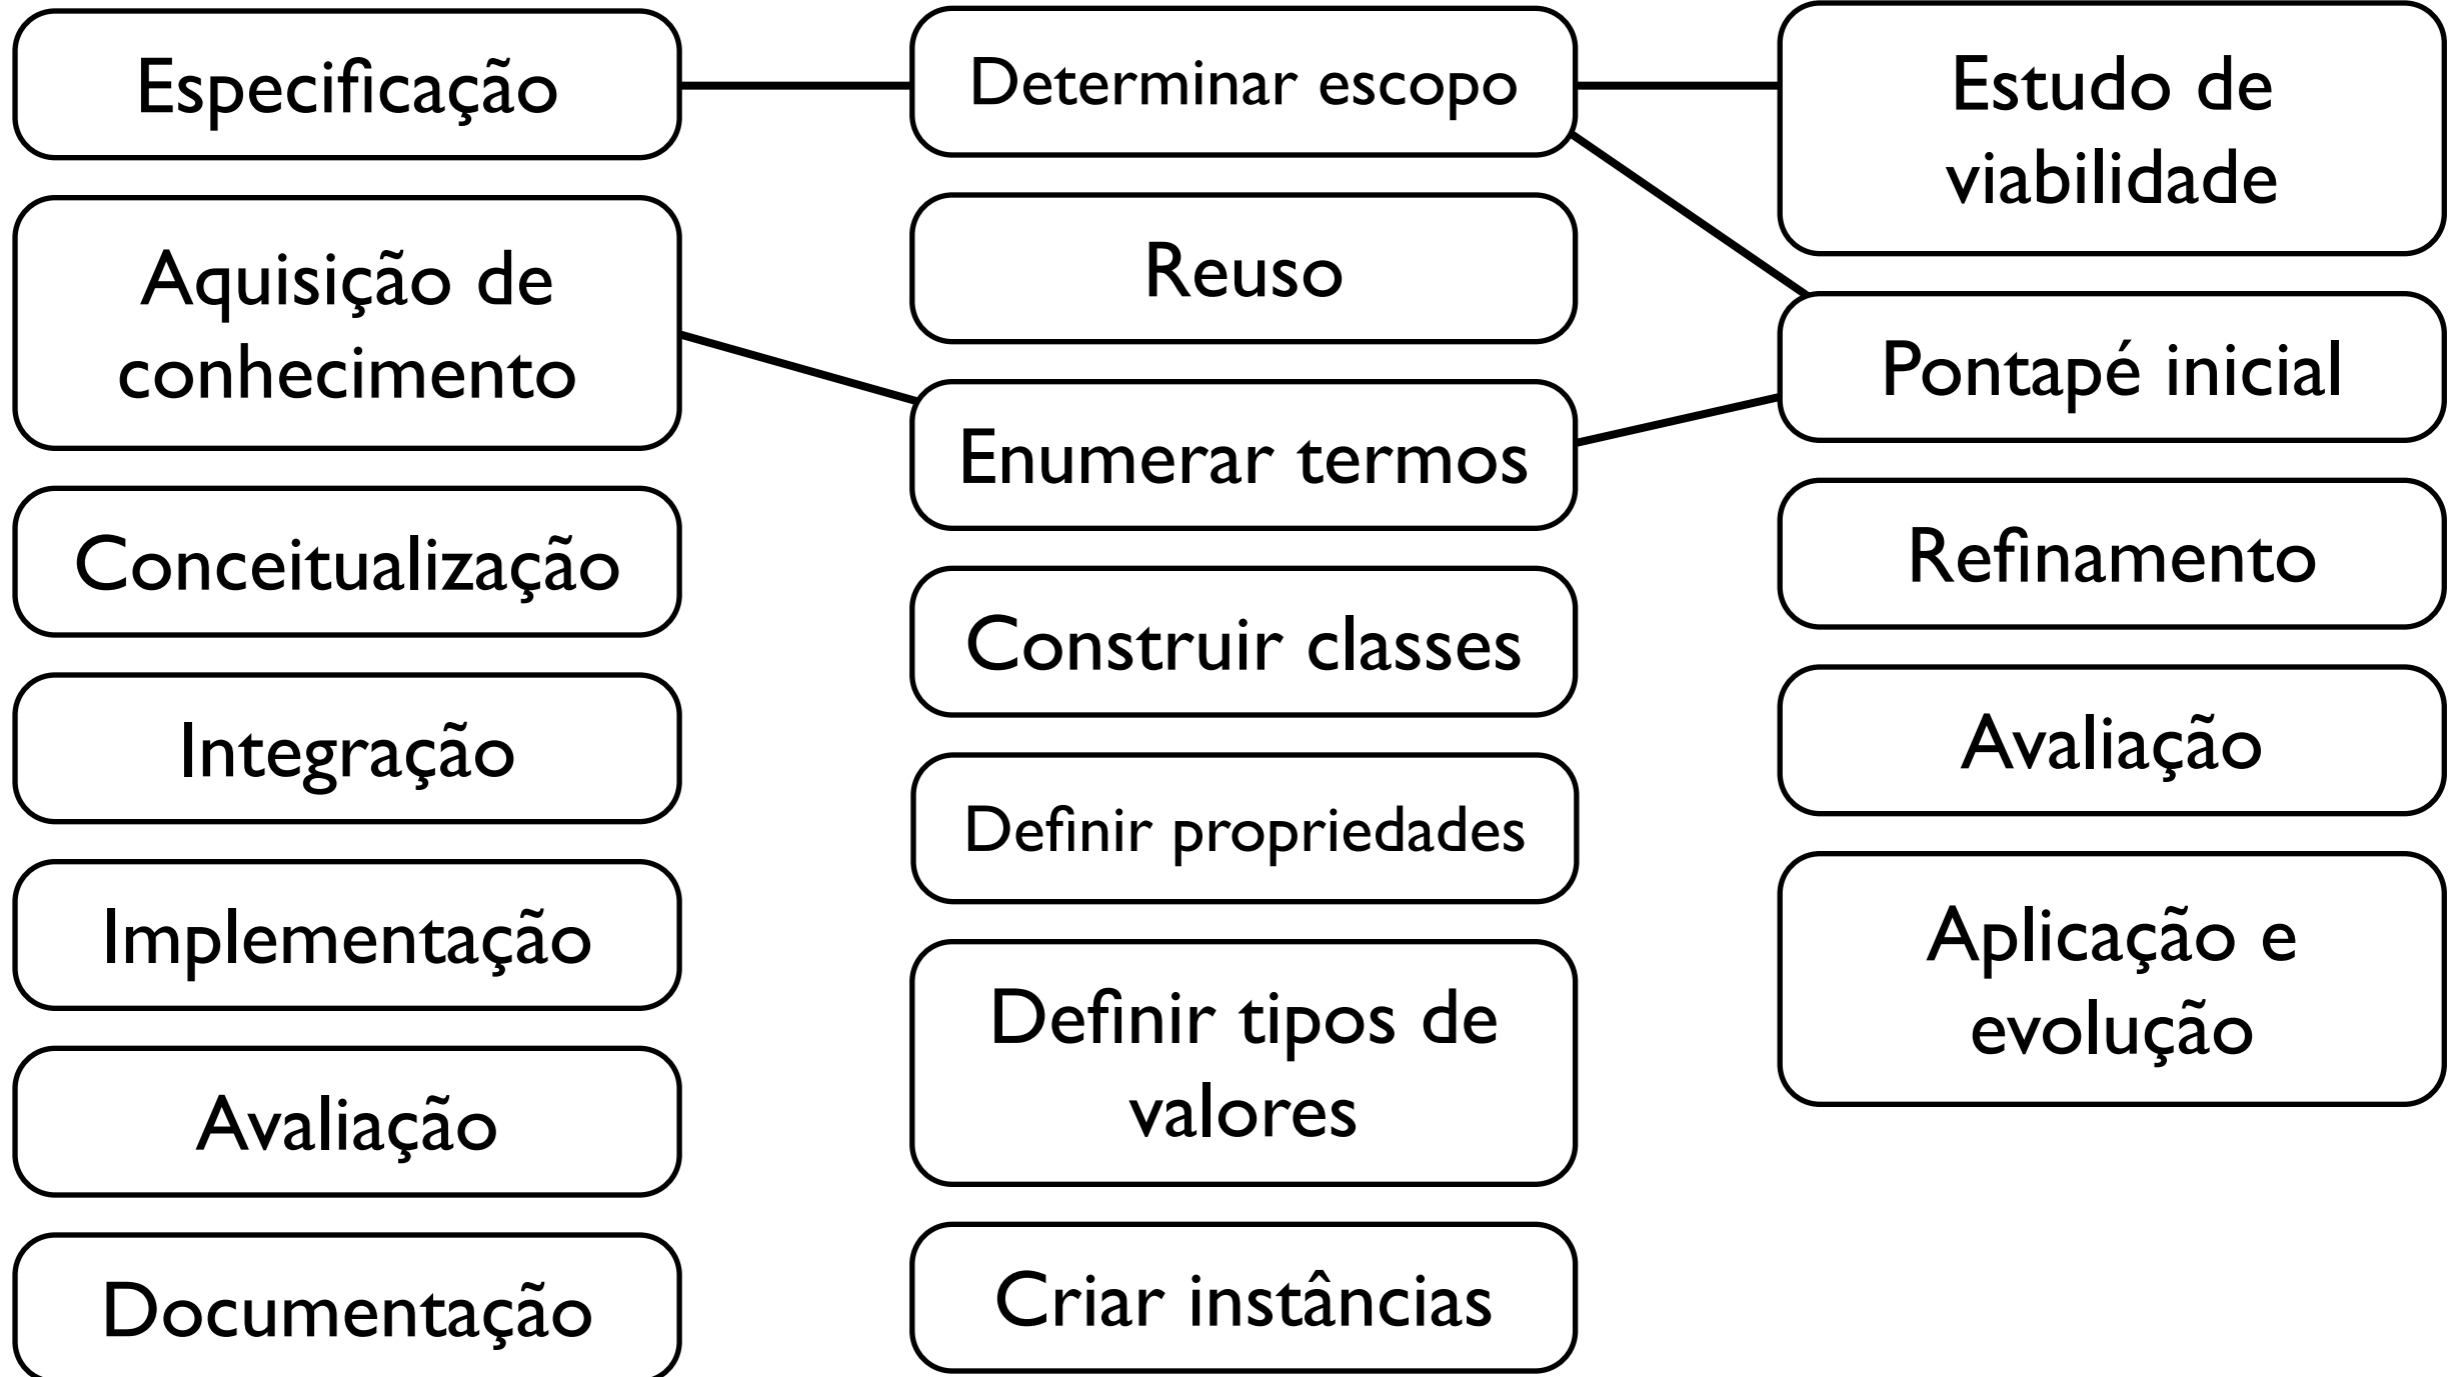 Especificação
Aquisição de
conhecimento
Conceitualização
Integração
Implementação
Avaliação
Documentação
Determinar escopo
Reuso
Enumerar termos
Construir classes
Definir propriedades
Definir tipos de
valores
Criar instâncias
Estudo de
viabilidade
Pontapé inicial
Refinamento
Avaliação
Aplicação e
evolução